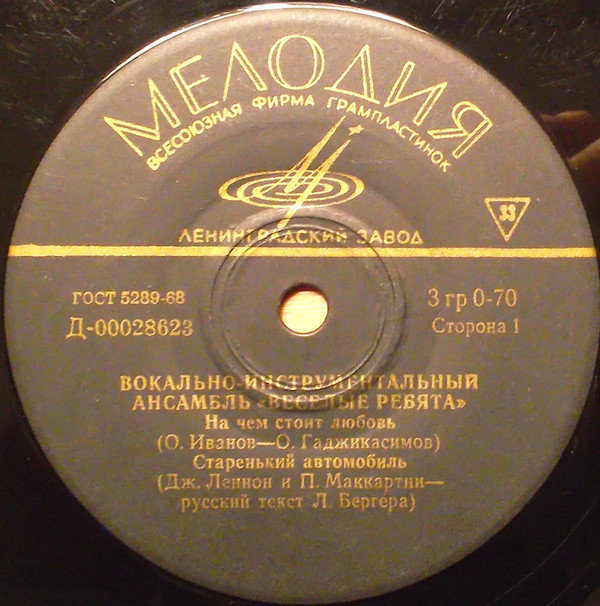 МЕЛОДИЯ
ВСЕСОЮЗНАЯ ФИРМА ГРАМПЛАСТИНОК
33
ЛЕНИНГРАДСКИЙ ЗАВОД
ГОСТ 5289-68
3 гр 0-70
Д-00028623
Сторона 1
ВОКАЛЬНО-ИНСТРУМЕНТАЛЬНЫЙ
АНСАМБЛЬ «ВЕСЕЛЫЕ РЕБЯТА»
На чем стоит любовь
(О. Иванов—О. Гаджикасимов)
Старенький автомобиль
(Дж. Леннон и П. Маккартни—
русский текст Л. Бергера)